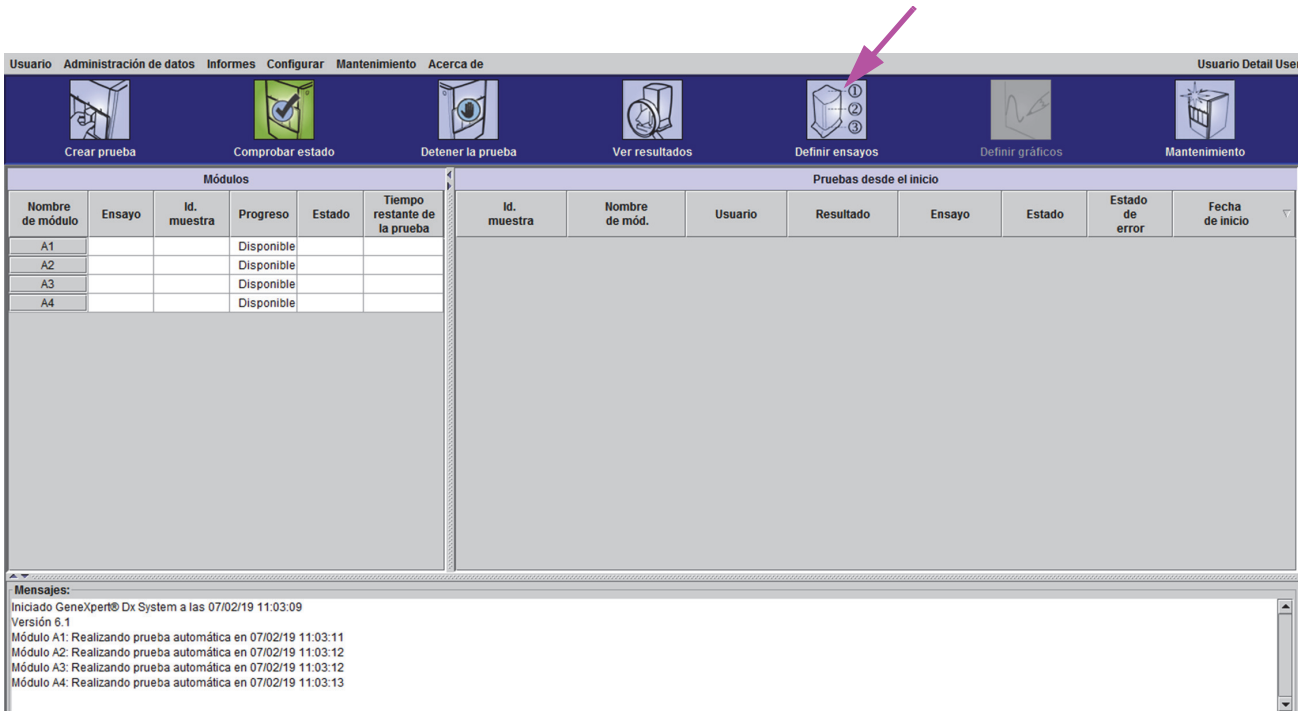 Usuario Administración de datos Informes Configurar Mantenimiento Acerca de Usuario Detail User
Crear prueba Comprobar estado Detener la prueba Ver resultados Definir ensayos Definir gráficos Mantenimiento
① 
② 
③
Módulos Pruebas desde el inicio
Nombre de módulo Ensayo Id. muestra Progreso Estado Tiempo restante de la prueba Id. muestra Nombre de mód. Usuario Resultado Ensayo Estado Estado de error Fecha de inicio
A1 Disponible
A2 Disponible
A3 Disponible
A4 Disponible
Mensajes:
Iniciado GeneXpert® Dx System a las 07/02/19 11:03:09
Versión 6.1
Módulo A1: Realizando prueba automática en 07/02/19 11:03:11
Módulo A2: Realizando prueba automática en 07/02/19 11:03:12
Módulo A3: Realizando prueba automática en 07/02/19 11:03:12
Módulo A4: Realizando prueba automática en 07/02/19 11:03:13